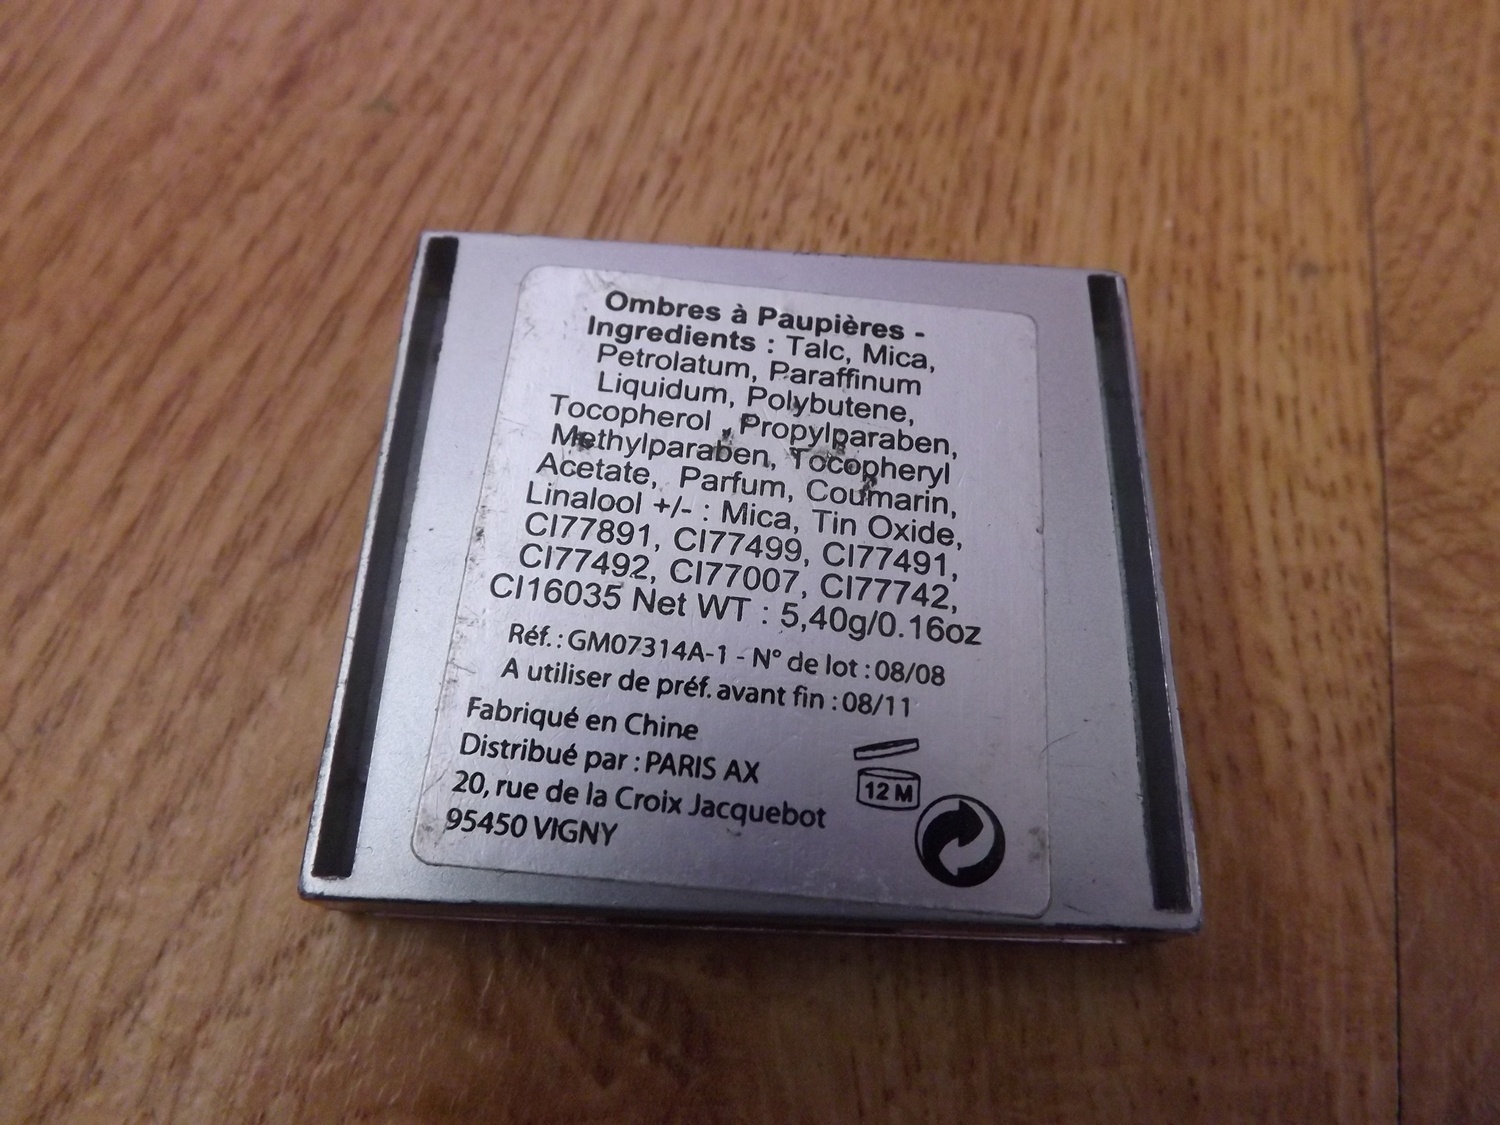 Ombres à Paupières -
Ingredients : Talc, Mica,
Petrolatum, Paraffinum
Liquidum, Polybutene,
Tocopherol , Propylparaben,
Methylparaben, Tocopheryl
Acetate, Parfum, Coumarin,
Linalool +/- : Mica, Tin Oxide,
CI77891, CI77499, CI77491,
CI77492, CI77007, CI77742,
CI16035 Net WT : 5,40g/0.16oz
Réf. : GM07314A-1 - N° de lot : 08/08
A utiliser de préf. avant fin : 08/11
Fabriqué en Chine
Distribué par : PARIS AX
20, rue de la Croix Jacquebot
95450 VIGNY
12 M